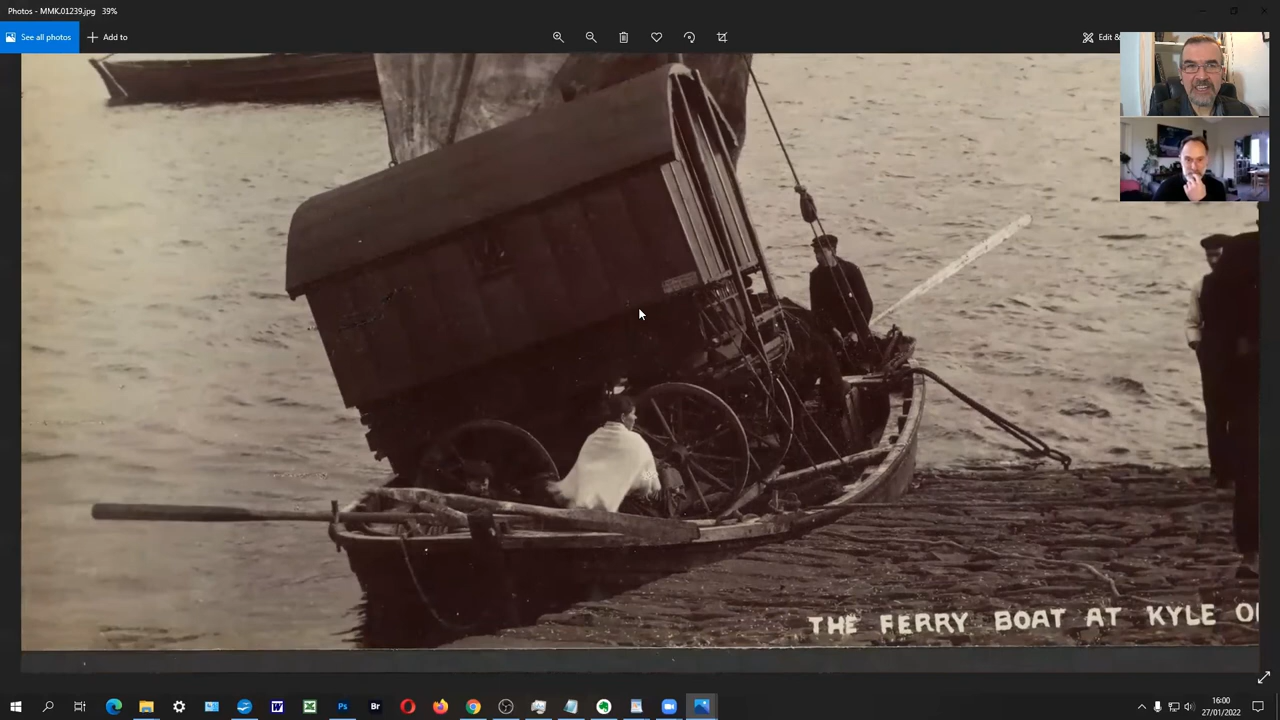 Photos - MMK.01239.jpg 39%
See all photos
Add to
Edit &
THE FERRY BOAT AT KYLE
16:00
27/01/2022